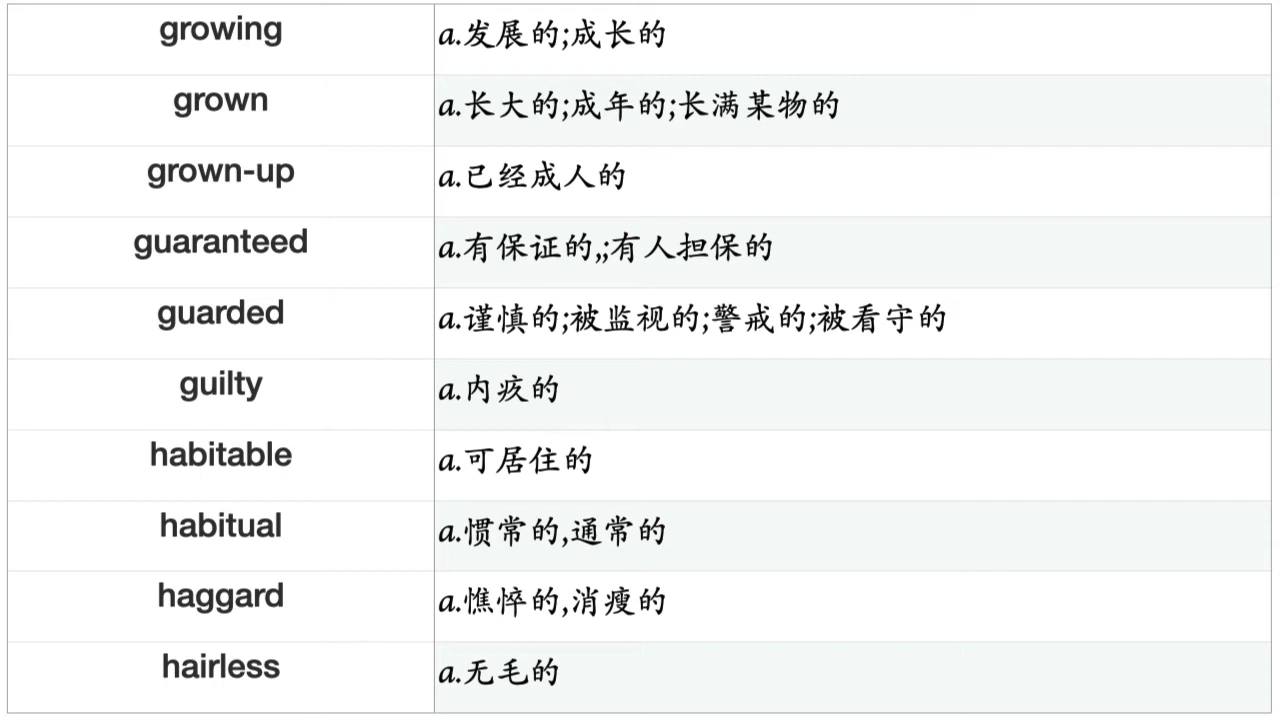 growing a.发展的;成长的
grown a.长大的;成年的;长满某物的
grown-up a.已经成人的
guaranteed a.有保证的,;有人担保的
guarded a.谨慎的;被监视的;警戒的;被看守的
guilty a.内疚的
habitable a.可居住的
habitual a.惯常的,通常的
haggard a.憔悴的,消瘦的
hairless a.无毛的